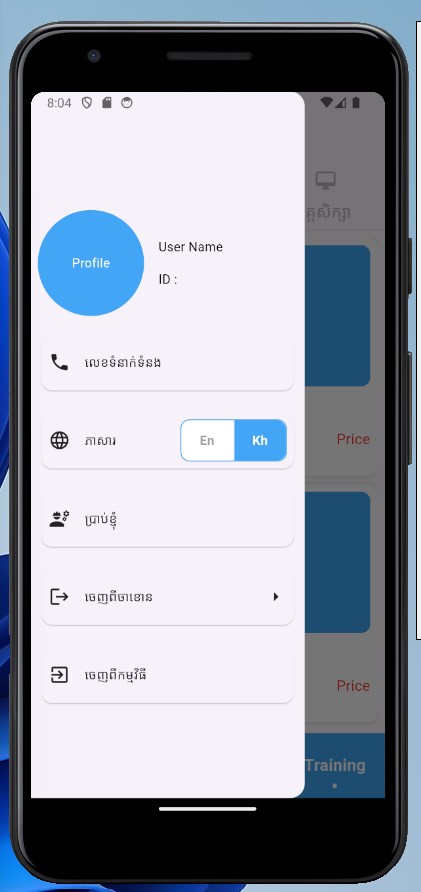 8:04
គ្គសិក្សា
Profile
User Name
ID :
លេខទំនាក់ទំនង
ភាសារ
En
Kh
Price
ប្រាប់ខ្ញុំ
ចេញពីចាខោន
ចេញពីកម្មវិធី
Price
Training